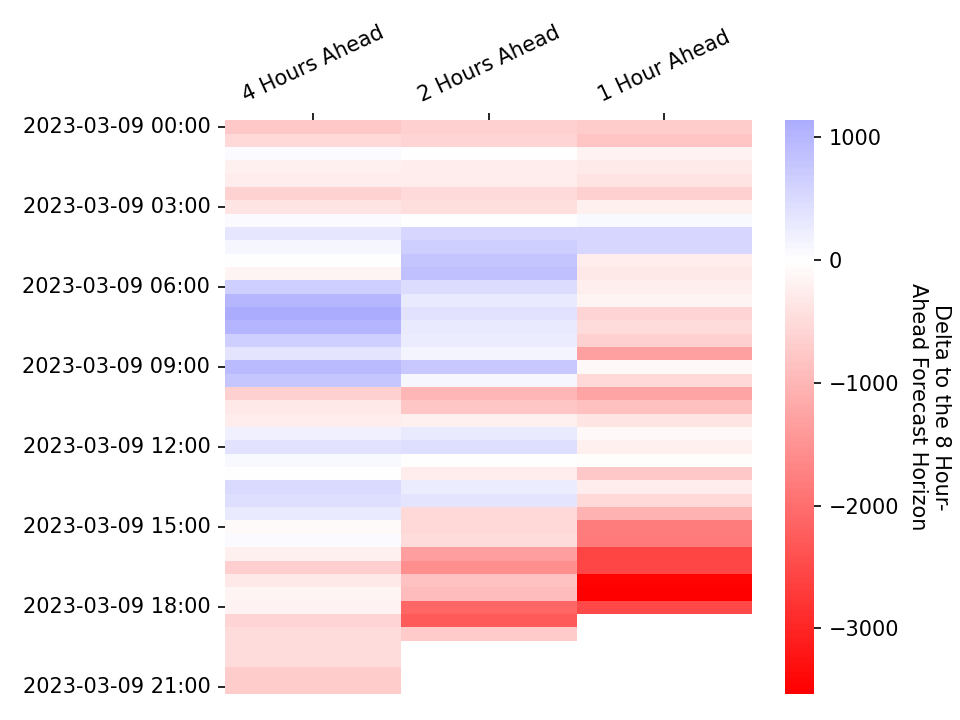 4 Hours Ahead
2 Hours Ahead
1 Hour Ahead
2023-03-09 00:00
2023-03-09 03:00
2023-03-09 06:00
2023-03-09 09:00
2023-03-09 12:00
2023-03-09 15:00
2023-03-09 18:00
2023-03-09 21:00
1000
0
−1000
−2000
−3000
Delta to the 8 Hour-
Ahead Forecast Horizon